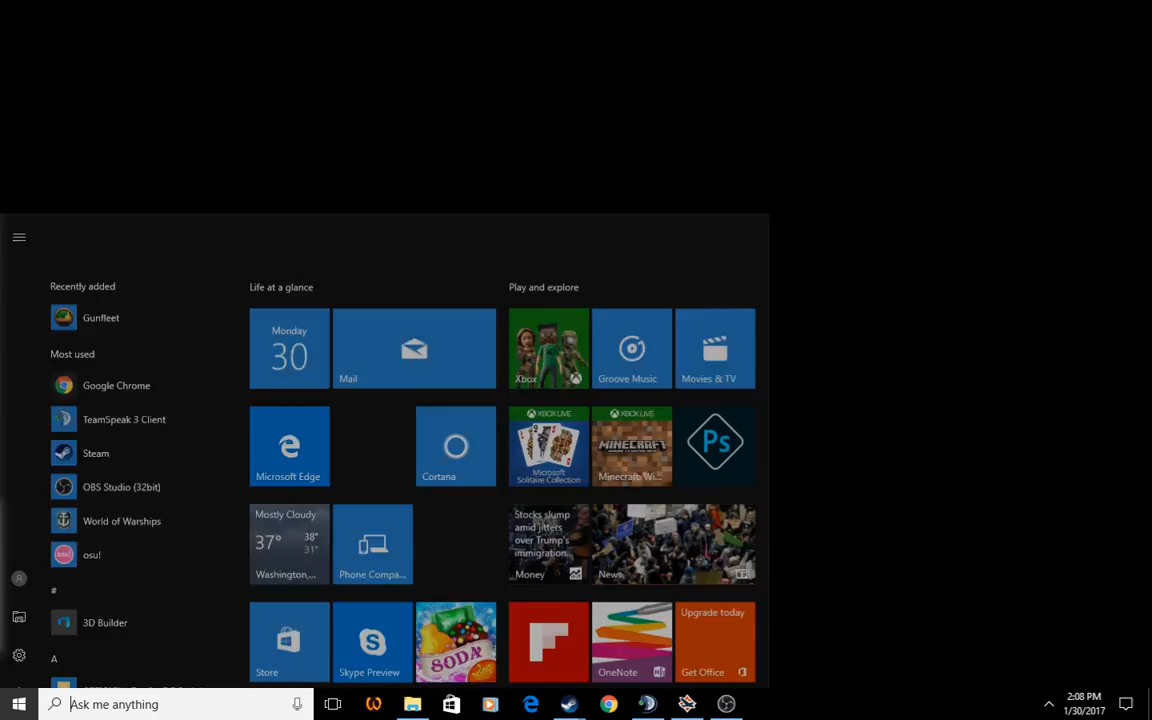 Recently added
Gunfleet
Most used
Google Chrome
TeamSpeak 3 Client
Steam
OBS Studio (32bit)
World of Warships
osu!
#
3D Builder
A
Life at a glance
Monday
30
Mail
Microsoft Edge
Cortana
Mostly Cloudy
37° 38°
31°
Washington,...
Phone Compa...
Store
Skype Preview
SODA
Play and explore
Xbox
Groove Music
Movies & TV
XBOX LIVE
Microsoft
Solitaire Collection
XBOX LIVE
MINECRAFT
Minecraft: Wi...
Ps
Stocks slump
amid jitters
over Trump's
immigration...
Money
News
OneNote
Upgrade today
Get Office
Ask me anything
2:08 PM
1/30/2017